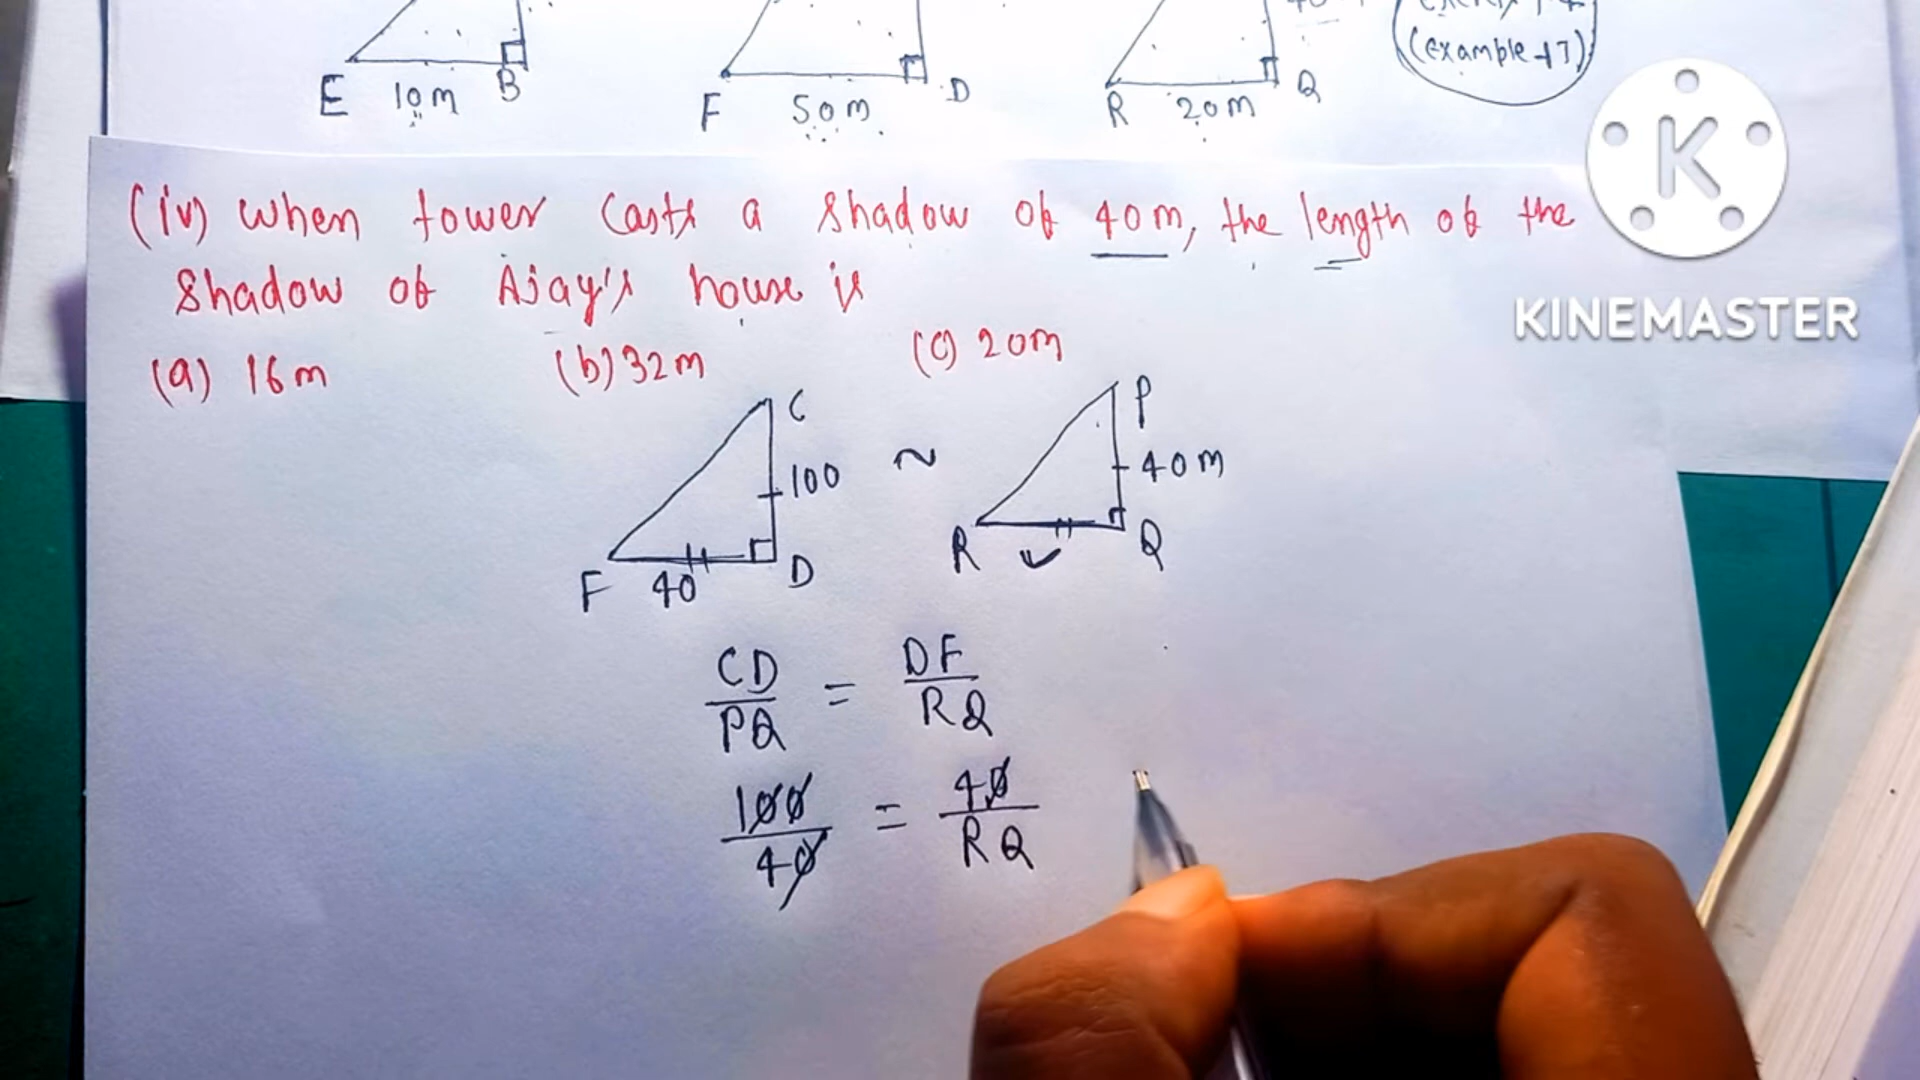 (example-17)
E 10m B
F 50m D
R 20m Q
K
KINEMASTER
(iv) When tower casts a shadow of 40m, the length of the
shadow of Ajay's house is
(a) 16m (b) 32m (c) 20m
C P
100 ~ 40m
F 40 D R Q
CD/PQ = DF/RQ
100/40 = 40/RQ